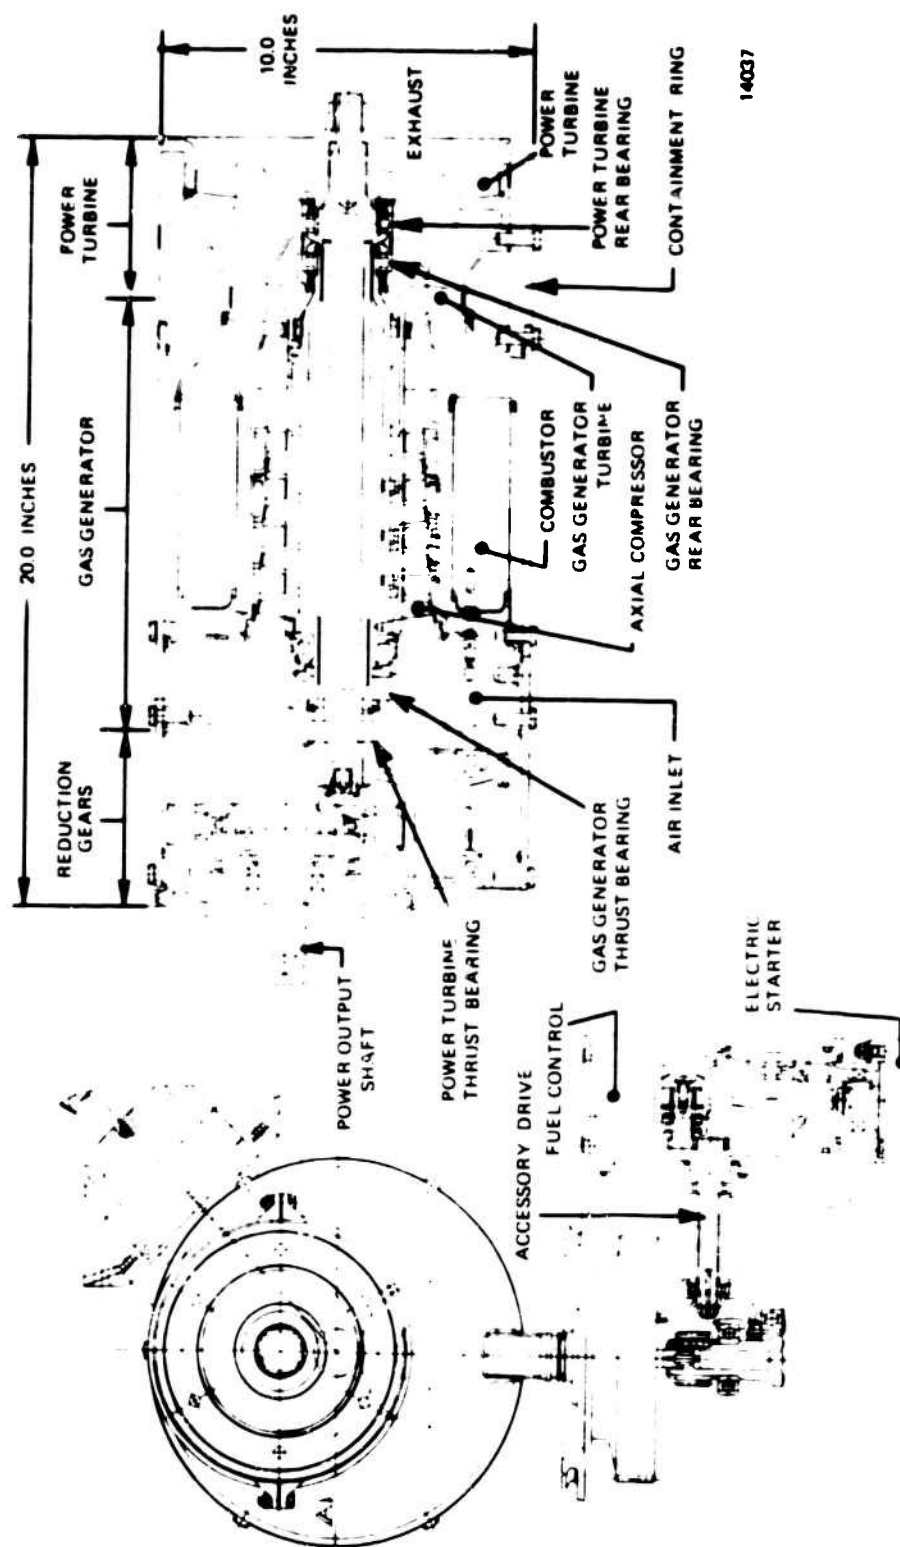 20.0 INCHES
REDUCTION
GEARS
GAS GENERATOR
POWER
TURBINE
10.0
INCHES
EXHAUST
POWER OUTPUT
SHAFT
POWER TURBINE
THRUST BEARING
GAS GENERATOR
THRUST BEARING
AIR INLET
AXIAL COMPRESSOR
COMBUSTOR
GAS GENERATOR
TURBINE
GAS GENERATOR
REAR BEARING
CONTAINMENT RING
POWER TURBINE
REAR BEARING
POWER
TURBINE
ACCESSORY DRIVE
FUEL CONTROL
ELECTRIC
STARTER
14037